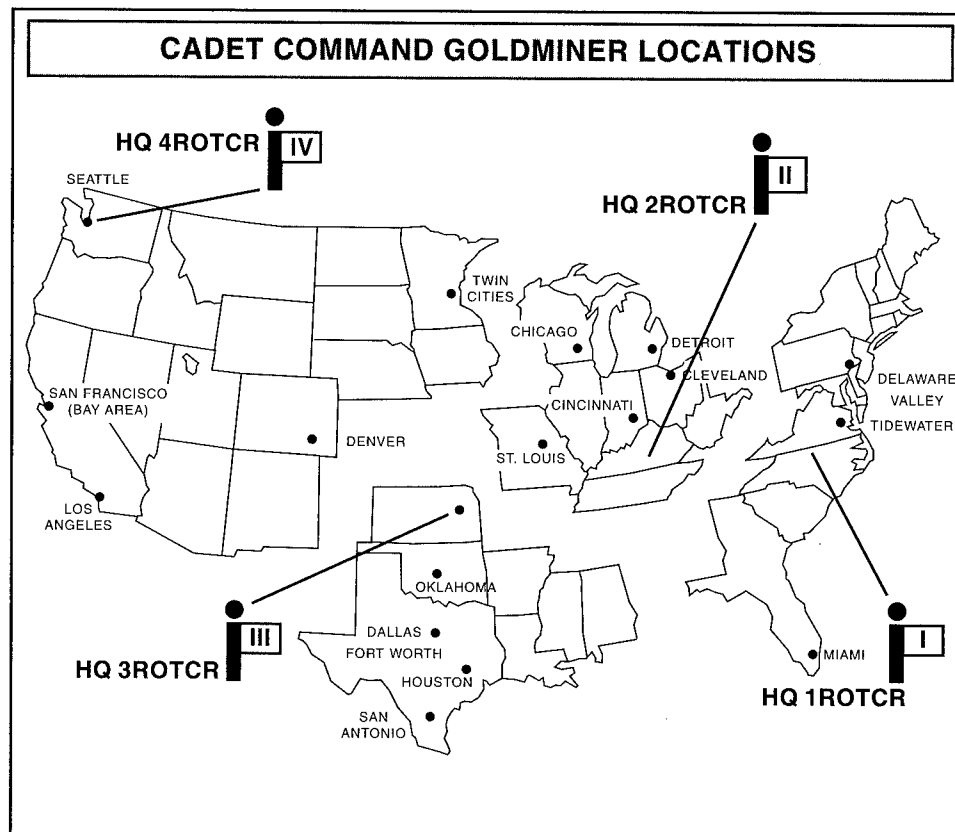 CADET COMMAND GOLDMINER LOCATIONS
HQ 4ROTCR
IV
SEATTLE
II
HQ 2ROTCR
TWIN
CITIES
CHICAGO
DETROIT
CLEVELAND
DELAWARE
VALLEY
SAN FRANCISCO
(BAY AREA)
CINCINNATI
TIDEWATER
DENVER
ST. LOUIS
LOS
ANGELES
OKLAHOMA
III
HQ 3ROTCR
DALLAS
FORT WORTH
I
MIAMI
HOUSTON
HQ 1ROTCR
SAN
ANTONIO